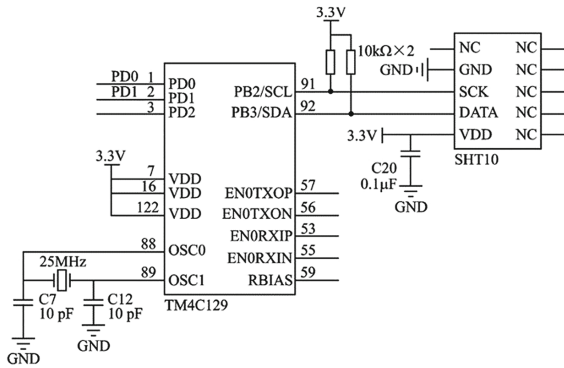 3.3V
10kΩ×2
NC NC
GND GND NC
PD0 1 PD0 PB2/SCL 91 SCK NC
PD1 2 PD1 PB3/SDA 92 DATA NC
3 PD2
3.3V VDD NC
SHT10
3.3V
C20
0.1μF
GND
7 VDD
16 VDD EN0TXOP 57
122 VDD EN0TXON 56
EN0RXIP 53
88 OSC0 EN0RXIN 55
25MHz
89 OSC1 RBIAS 59
TM4C129
C7 C12
10 pF 10 pF
GND GND